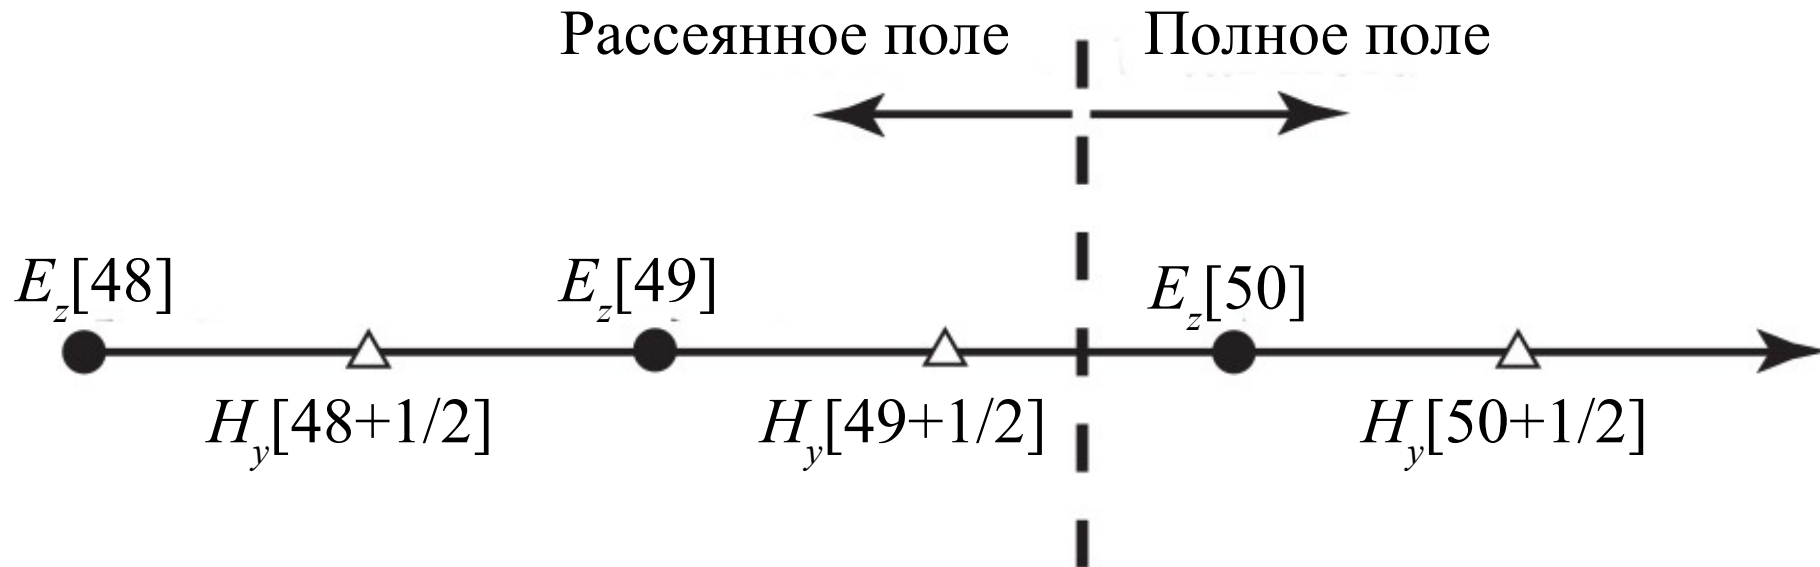 Рассеянное поле
Полное поле
E_z[48]
E_z[49]
E_z[50]
H_y[48+1/2]
H_y[49+1/2]
H_y[50+1/2]